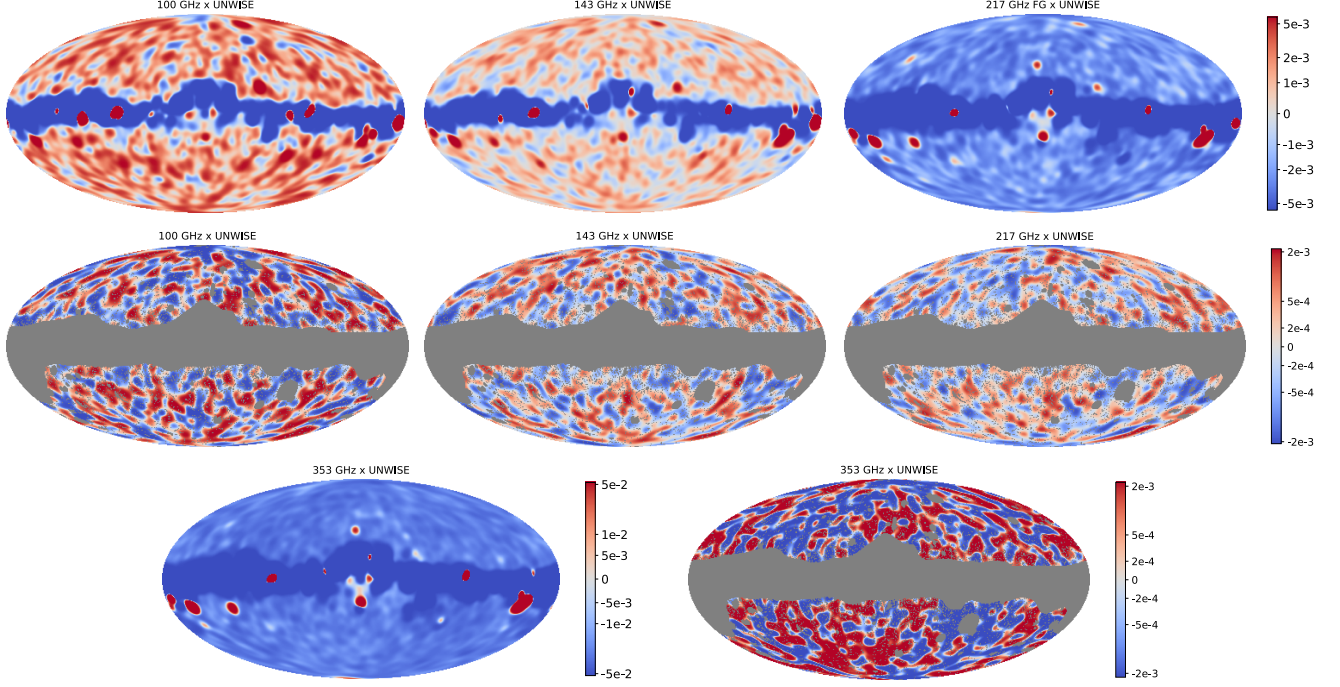 100 GHz x UNWISE
143 GHz x UNWISE
217 GHz FG x UNWISE
5e-3
2e-3
1e-3
0
-1e-3
-2e-3
-5e-3
100 GHz x UNWISE
143 GHz x UNWISE
217 GHz x UNWISE
2e-3
5e-4
2e-4
0
-2e-4
-5e-4
-2e-3
353 GHz x UNWISE
5e-2
1e-2
5e-3
0
-5e-3
-1e-2
-5e-2
353 GHz x UNWISE
2e-3
5e-4
2e-4
0
-2e-4
-5e-4
-2e-3